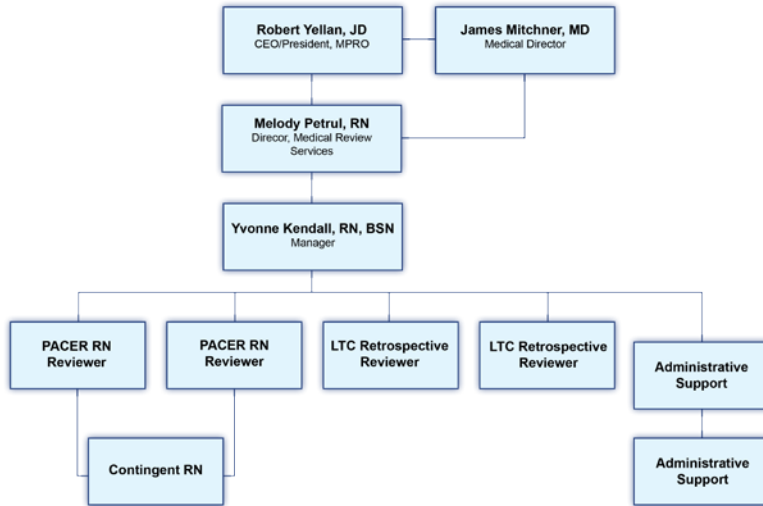 Robert Yellan, JD
CEO/President, MPRO
James Mitchner, MD
Medical Director
Melody Petrul, RN
Direcor, Medical Review
Services
Yvonne Kendall, RN, BSN
Manager
PACER RN
Reviewer
PACER RN
Reviewer
LTC Retrospective
Reviewer
LTC Retrospective
Reviewer
Administrative
Support
Contingent RN
Administrative
Support